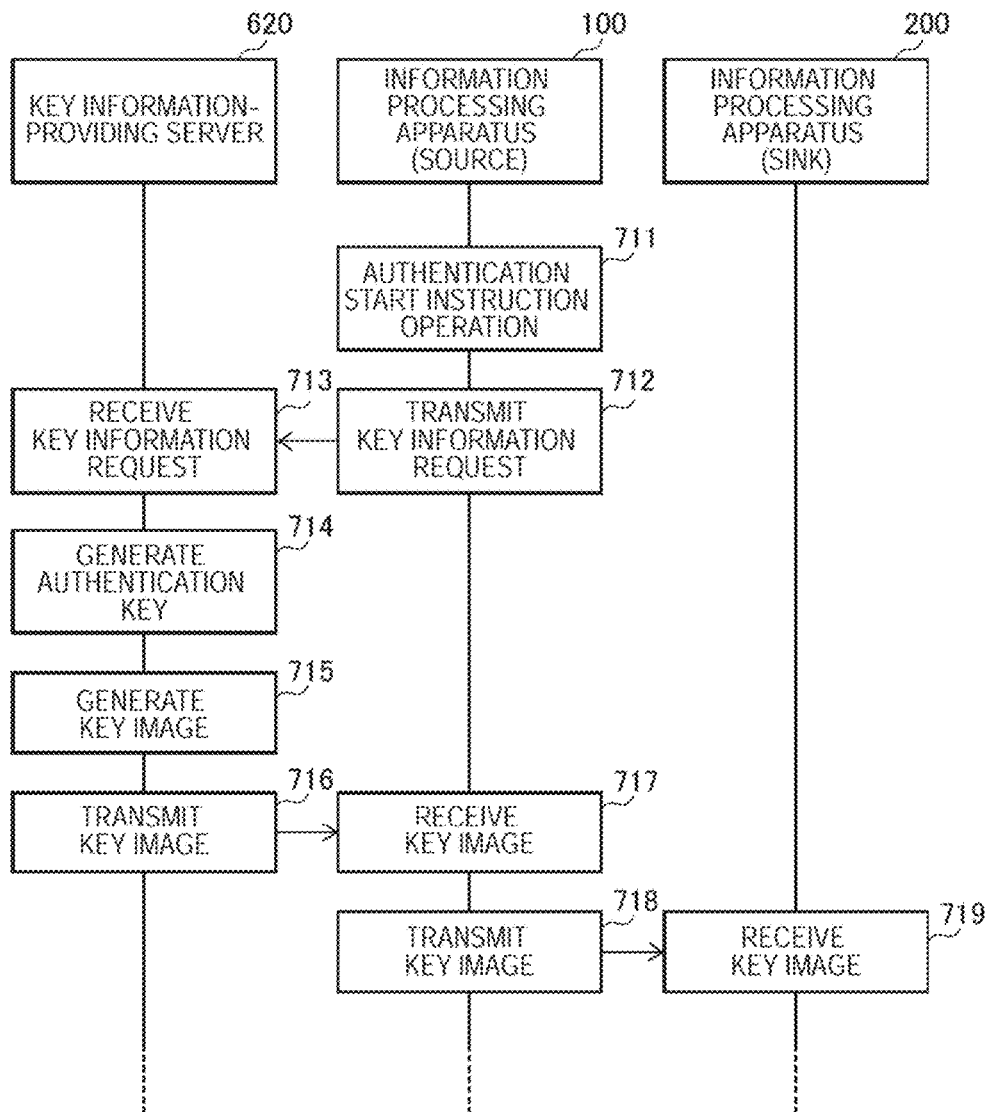 620
100
200
KEY INFORMATION-
PROVIDING SERVER
INFORMATION
PROCESSING
APPARATUS
(SOURCE)
INFORMATION
PROCESSING
APPARATUS
(SINK)
711
AUTHENTICATION
START INSTRUCTION
OPERATION
713
RECEIVE
KEY INFORMATION
REQUEST
712
TRANSMIT
KEY INFORMATION
REQUEST
714
GENERATE
AUTHENTICATION
KEY
715
GENERATE
KEY IMAGE
716
TRANSMIT
KEY IMAGE
717
RECEIVE
KEY IMAGE
718
TRANSMIT
KEY IMAGE
719
RECEIVE
KEY IMAGE